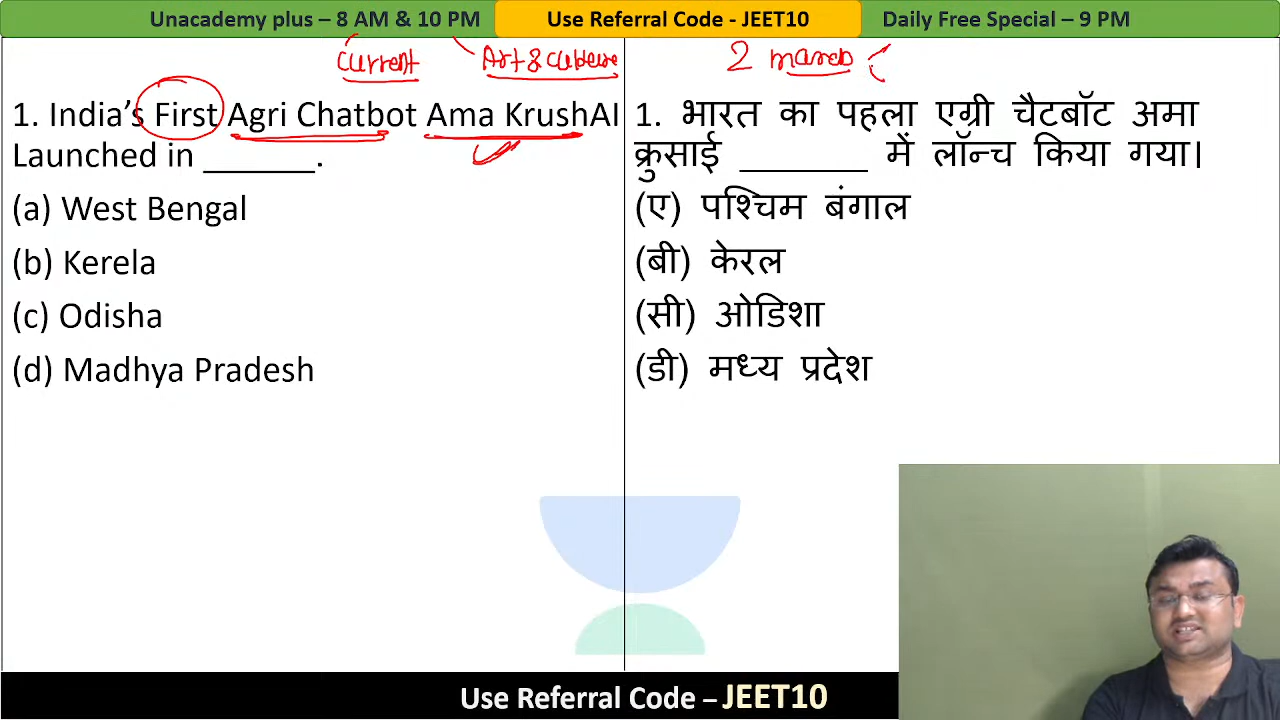 Unacademy plus – 8 AM & 10 PM
Use Referral Code - JEET10
Daily Free Special – 9 PM
Current
Art & Culture
2 march
1. India’s First Agri Chatbot Ama KrushAI
Launched in ______.
(a) West Bengal
(b) Kerela
(c) Odisha
(d) Madhya Pradesh
1. भारत का पहला एग्री चैटबॉट अमा
क्रुसाई _______ में लॉन्च किया गया।
(ए) पश्चिम बंगाल
(बी) केरल
(सी) ओडिशा
(डी) मध्य प्रदेश
Use Referral Code – JEET10